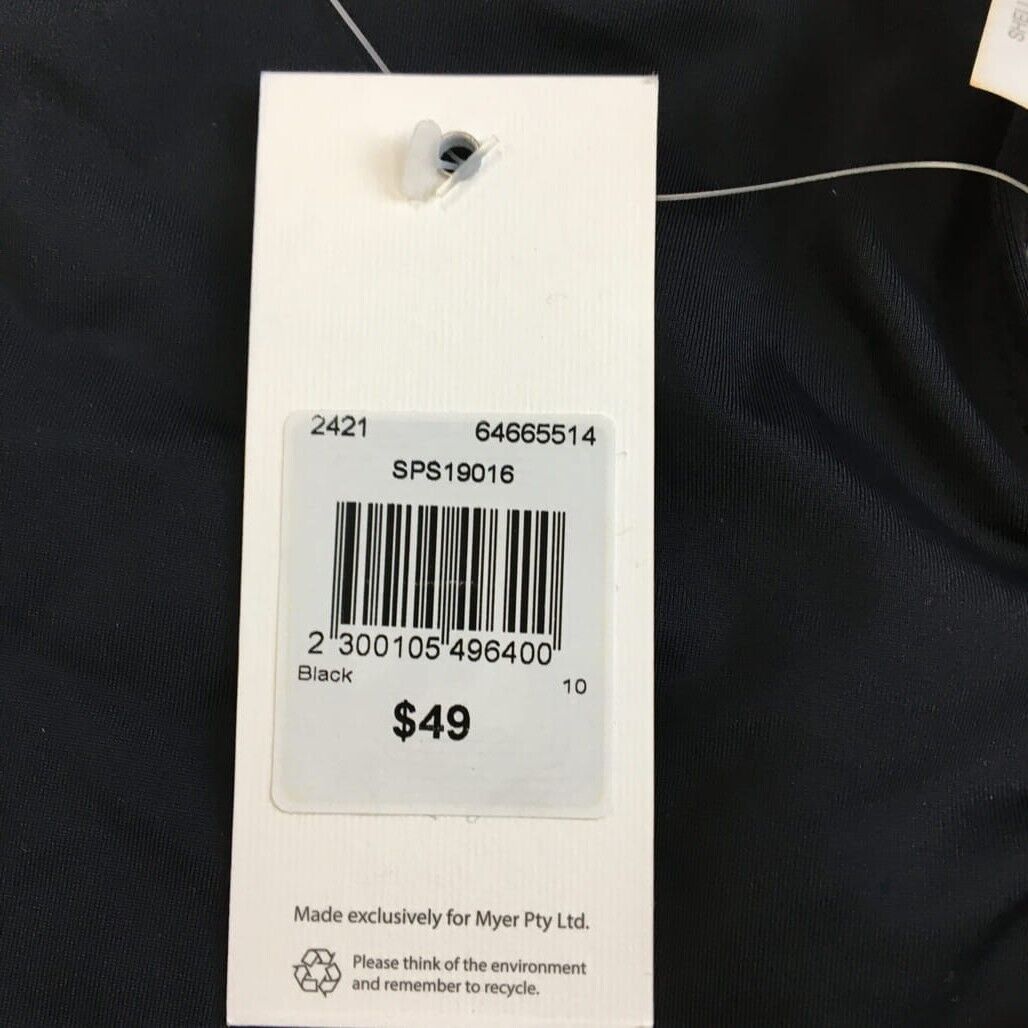 SHEL
2421 64665514
SPS19016
2 300105 496400
Black 10
$49
Made exclusively for Myer Pty Ltd.
Please think of the environment
and remember to recycle.